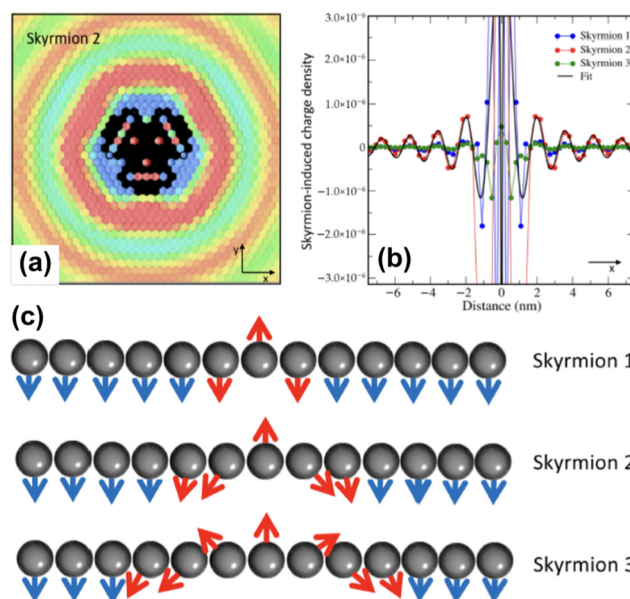 Skyrmion 2
(a)
y
x
Skyrmion-induced charge density
3.0×10⁻⁶
2.0×10⁻⁶
1.0×10⁻⁶
0
-1.0×10⁻⁶
-2.0×10⁻⁶
-3.0×10⁻⁶
Skyrmion 1
Skyrmion 2
Skyrmion 3
Fit
(b)
x
-6 -4 -2 0 2 4 6
Distance (nm)
(c)
Skyrmion 1
Skyrmion 2
Skyrmion 3